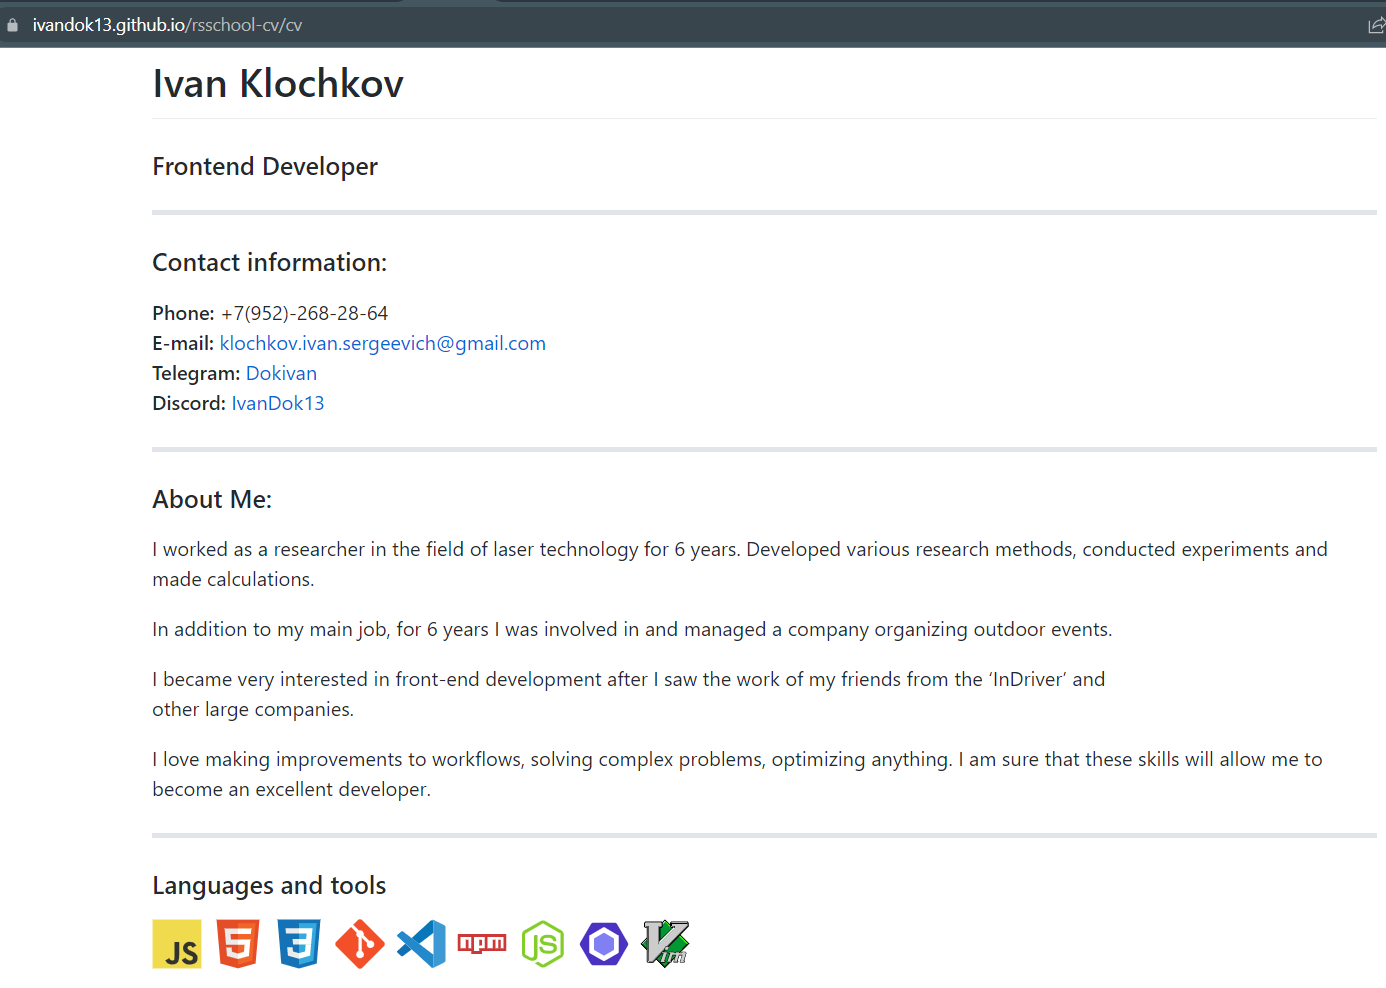 ivandok13.github.io/rsschool-cv/cv
Ivan Klochkov
Frontend Developer
Contact information:
Phone: +7(952)-268-28-64
E-mail: klochkov.ivan.sergeevich@gmail.com
Telegram: Dokivan
Discord: IvanDok13
About Me:
I worked as a researcher in the field of laser technology for 6 years. Developed various research methods, conducted experiments and
made calculations.
In addition to my main job, for 6 years I was involved in and managed a company organizing outdoor events.
I became very interested in front-end development after I saw the work of my friends from the ‘InDriver’ and
other large companies.
I love making improvements to workflows, solving complex problems, optimizing anything. I am sure that these skills will allow me to
become an excellent developer.
Languages and tools
JS 5 3 npm JS Vim